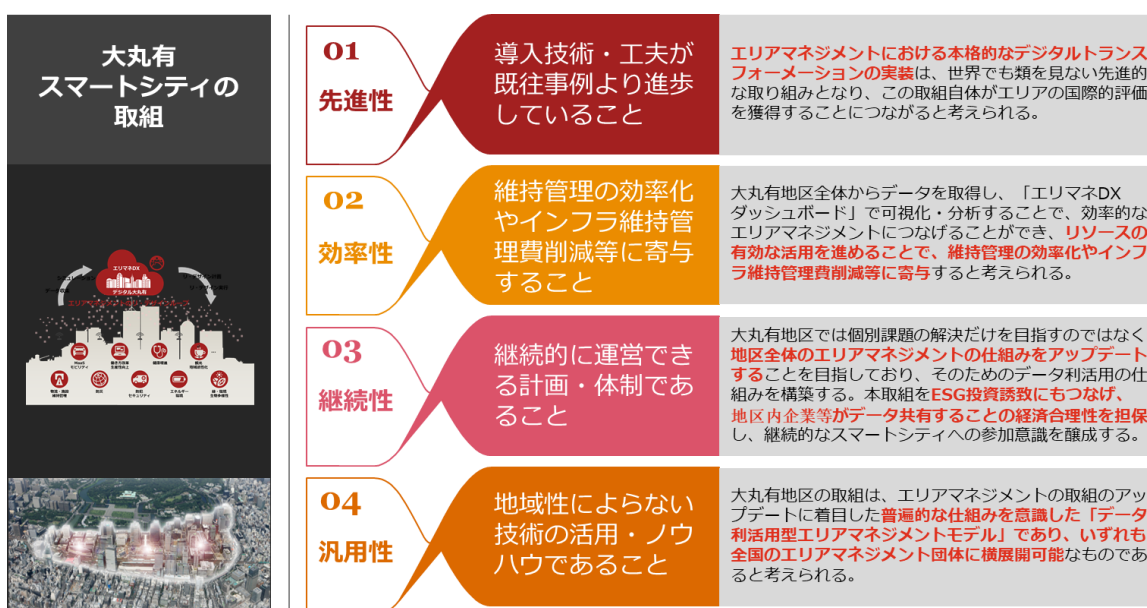 大丸有
スマートシティの
取組
エリマネDX
デジタル大丸有
01
先進性
導入技術・工夫が
既往事例より進歩
していること
エリアマネジメントにおける本格的なデジタルトランス
フォーメーションの実装は、世界でも類を見ない先進的
な取り組みとなり、この取組自体がエリアの国際的評価
を獲得することにつながると考えられる。
02
効率性
維持管理の効率化
やインフラ維持管
理費削減等に寄与
すること
大丸有地区全体からデータを取得し、「エリマネDX
ダッシュボード」で可視化・分析することで、効率的な
エリアマネジメントにつなげることができ、リソースの
有効な活用を進めることで、維持管理の効率化やインフ
ラ維持管理費削減等に寄与すると考えられる。
03
継続性
継続的に運営でき
る計画・体制であ
ること
大丸有地区では個別課題の解決だけを目指すのではなく
地区全体のエリアマネジメントの仕組みをアップデート
することを目指しており、そのためのデータ利活用の仕
組みを構築する。本取組をESG投資誘致にもつなげ、
地区内企業等がデータ共有することの経済合理性を担保
し、継続的なスマートシティへの参加意識を醸成する。
04
汎用性
地域性によらない
技術の活用・ノウ
ハウであること
大丸有地区の取組は、エリアマネジメントの取組のアッ
プデートに着目した普遍的な仕組みを意識した「データ
利活用型エリアマネジメントモデル」であり、いずれも
全国のエリアマネジメント団体に横展開可能なものであ
ると考えられる。